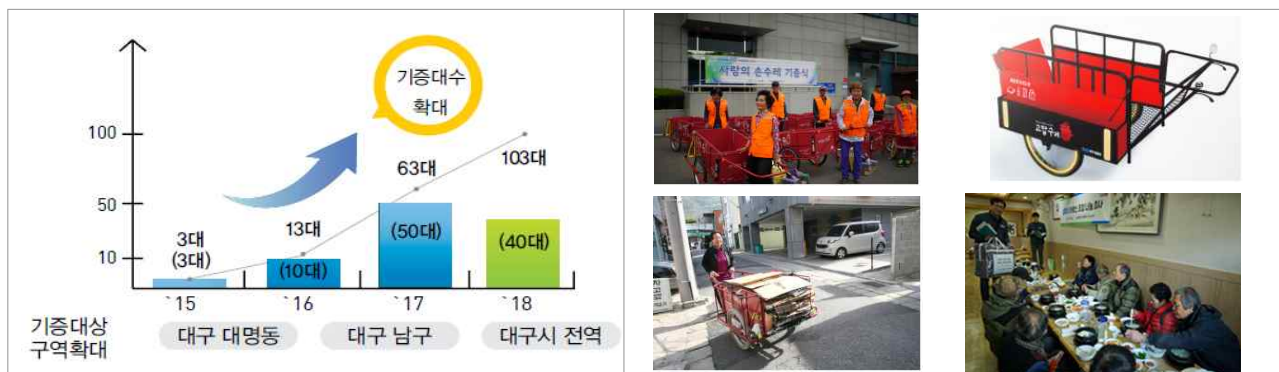 기증대수
확대
100
50
10
3대
(3대)
13대
(10대)
63대
(50대)
103대
(40대)
`15
`16
`17
`18
기증대상
구역확대
대구 대명동
대구 남구
대구시 전역
사랑의 손수레 기증식